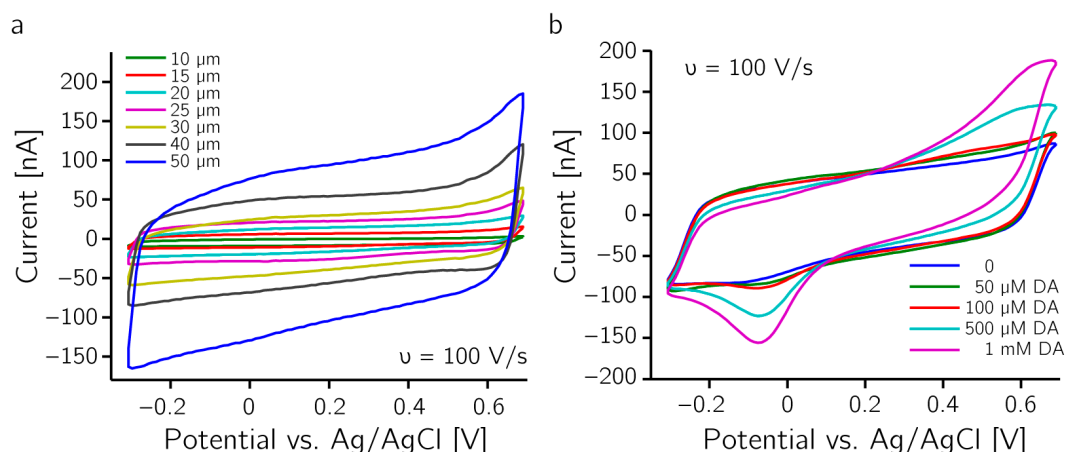 a
200
150
100
50
0
−50
−100
−150
Current [nA]
10 µm
15 µm
20 µm
25 µm
30 µm
40 µm
50 µm
υ = 100 V/s
−0.2 0 0.2 0.4 0.6
Potential vs. Ag/AgCl [V]
b
200
150
100
50
0
−50
−100
−150
−200
Current [nA]
υ = 100 V/s
0
50 µM DA
100 µM DA
500 µM DA
1 mM DA
−0.2 0 0.2 0.4 0.6
Potential vs. Ag/AgCl [V]